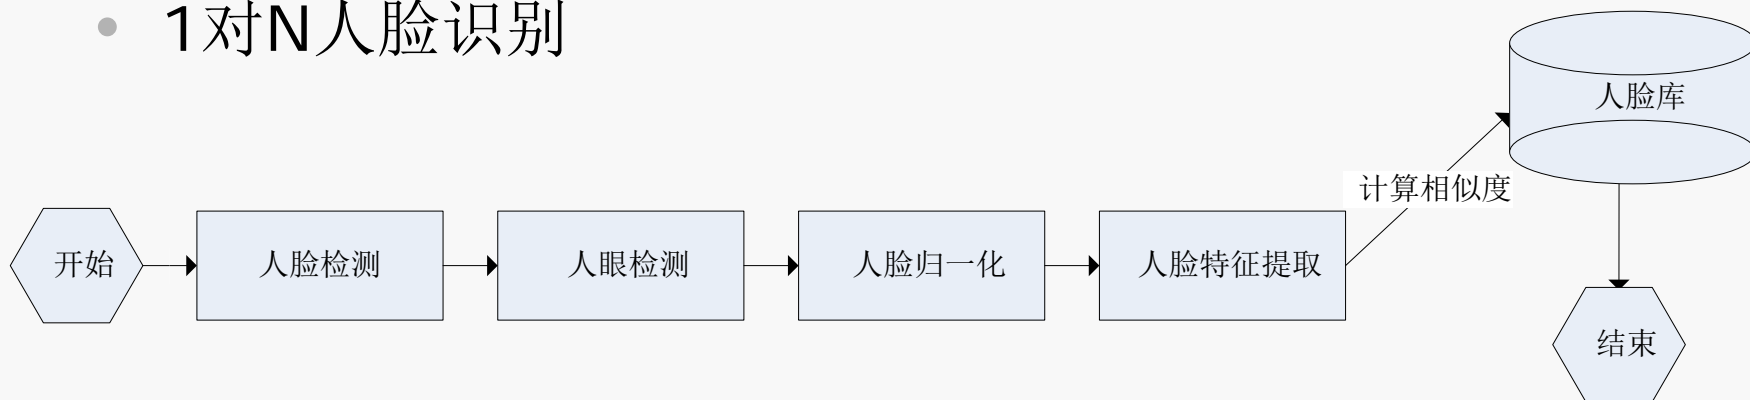 1对N人脸识别
人脸库
计算相似度
开始
人脸检测
人眼检测
人脸归一化
人脸特征提取
结束